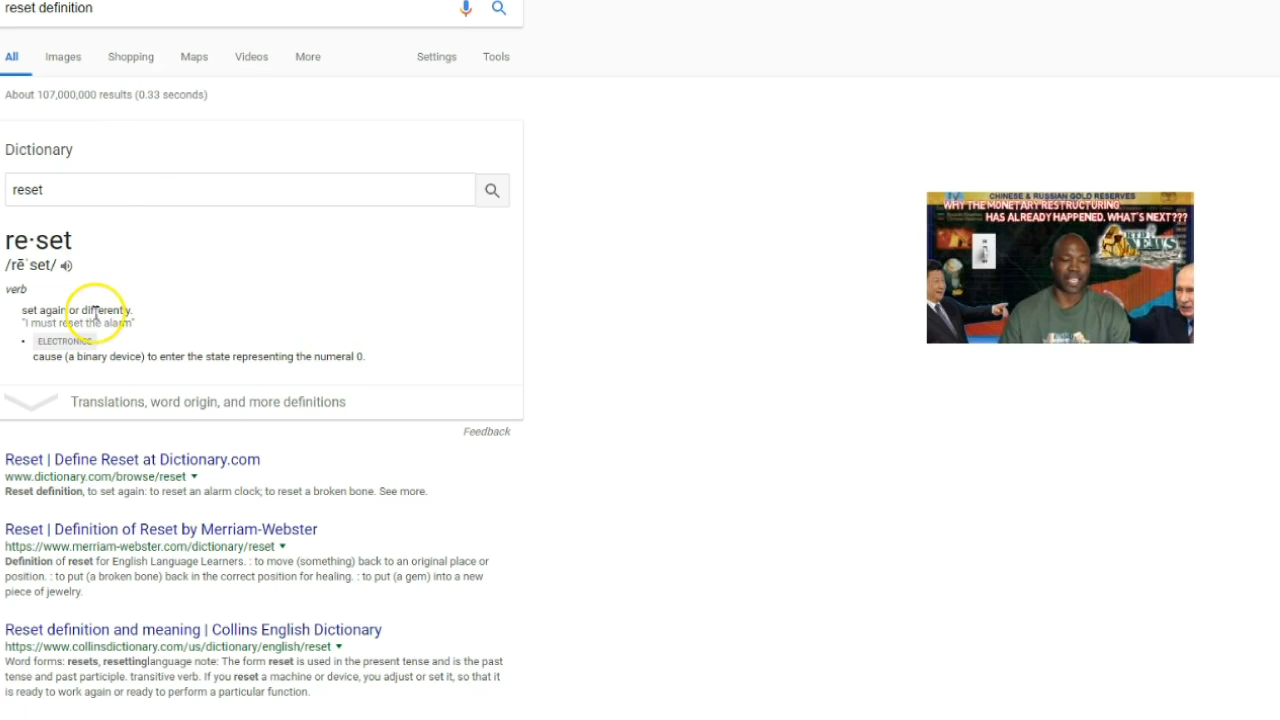 reset definition
All Images Shopping Maps Videos More Settings Tools
About 107,000,000 results (0.33 seconds)
Dictionary
reset
re·set
/rēˈset/
verb
set again or differently.
"I must reset the alarm"
ELECTRONICS
cause (a binary device) to enter the state representing the numeral 0.
Translations, word origin, and more definitions
Feedback
Reset | Define Reset at Dictionary.com
www.dictionary.com/browse/reset
Reset definition, to set again: to reset an alarm clock; to reset a broken bone. See more.
Reset | Definition of Reset by Merriam-Webster
https://www.merriam-webster.com/dictionary/reset
Definition of reset for English Language Learners. : to move (something) back to an original place or
position. : to put (a broken bone) back in the correct position for healing. : to put (a gem) into a new
piece of jewelry.
Reset definition and meaning | Collins English Dictionary
https://www.collinsdictionary.com/us/dictionary/english/reset
Word forms: resets, resettinglanguage note: The form reset is used in the present tense and is the past
tense and past participle. transitive verb. If you reset a machine or device, you adjust or set it, so that it
is ready to work again or ready to perform a particular function.
CHINESE & RUSSIAN GOLD RESERVES
WHY THE MONETARY RESTRUCTURING
HAS ALREADY HAPPENED. WHAT'S NEXT???
RTD NEWS